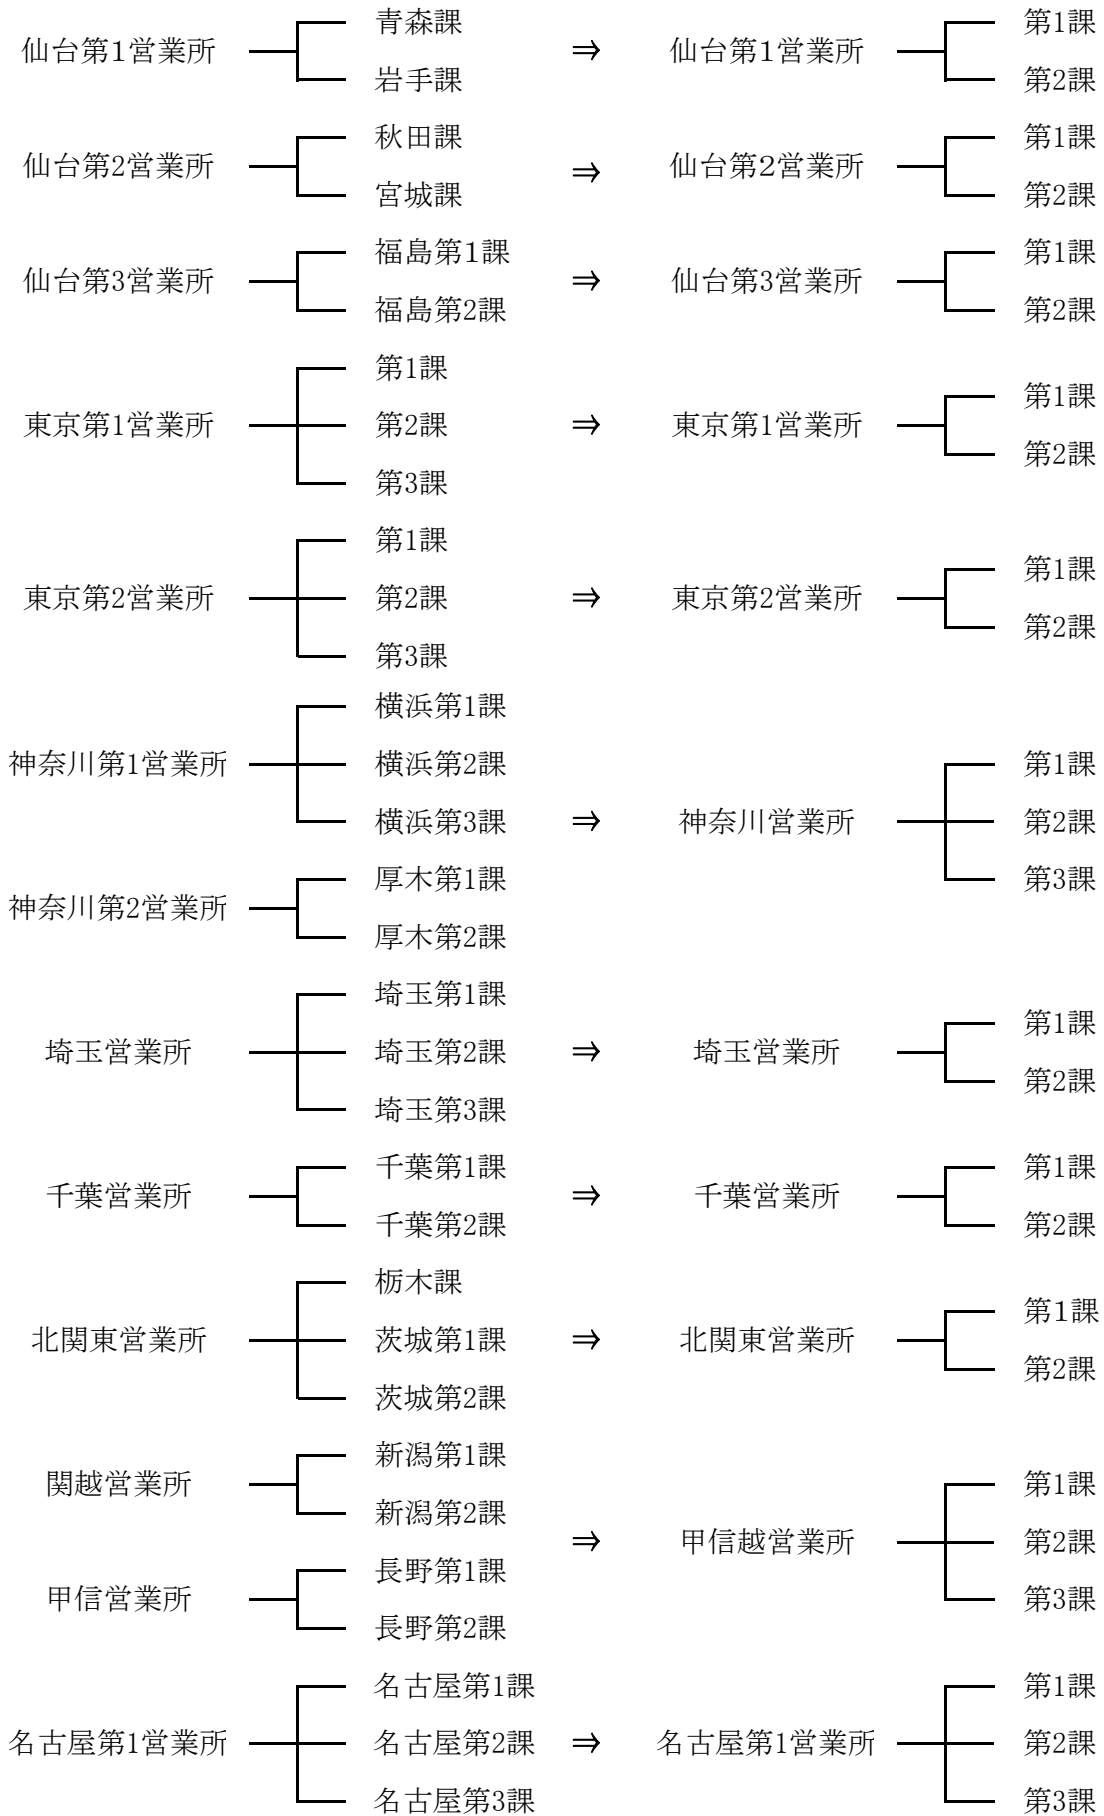 青森課 第1課
仙台第１営業所 ⇒ 仙台第１営業所
岩手課 第2課
秋田課 第1課
仙台第2営業所 ⇒ 仙台第２営業所
宮城課 第2課
福島第１課 第1課
仙台第3営業所 ⇒ 仙台第3営業所
福島第2課 第2課
第1課
第1課
東京第1営業所 第2課 ⇒ 東京第1営業所
第2課
第3課
第1課
第1課
東京第2営業所 第2課 ⇒ 東京第2営業所
第2課
第3課
横浜第1課
神奈川第1営業所 横浜第2課 第1課
横浜第3課 ⇒ 神奈川営業所 第2課
厚木第1課 第3課
神奈川第2営業所
厚木第2課
埼玉第1課
第1課
埼玉営業所 埼玉第2課 ⇒ 埼玉営業所
第2課
埼玉第3課
千葉第1課 第1課
千葉営業所 ⇒ 千葉営業所
千葉第2課 第2課
栃木課
第１課
北関東営業所 茨城第1課 ⇒ 北関東営業所
第2課
茨城第2課
新潟第1課
関越営業所 第1課
新潟第2課
⇒ 甲信越営業所 第2課
長野第1課
甲信営業所 第3課
長野第2課
名古屋第1課 第1課
名古屋第1営業所 名古屋第2課 ⇒ 名古屋第1営業所 第2課
名古屋第3課 第3課